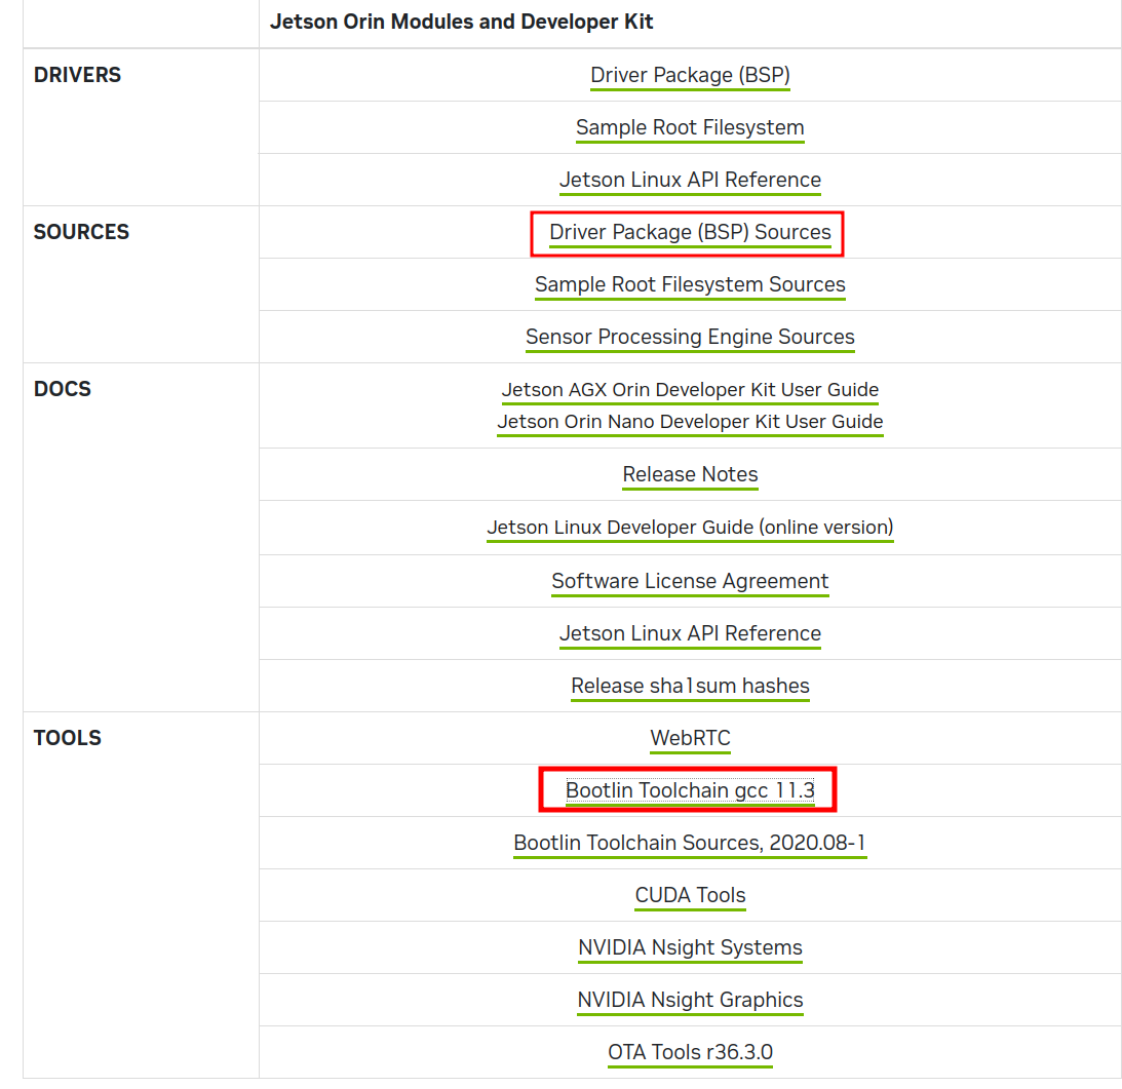 Jetson Orin Modules and Developer Kit
DRIVERS
Driver Package (BSP)
Sample Root Filesystem
Jetson Linux API Reference
SOURCES
Driver Package (BSP) Sources
Sample Root Filesystem Sources
Sensor Processing Engine Sources
DOCS
Jetson AGX Orin Developer Kit User Guide
Jetson Orin Nano Developer Kit User Guide
Release Notes
Jetson Linux Developer Guide (online version)
Software License Agreement
Jetson Linux API Reference
Release sha1sum hashes
TOOLS
WebRTC
Bootlin Toolchain gcc 11.3
Bootlin Toolchain Sources, 2020.08-1
CUDA Tools
NVIDIA Nsight Systems
NVIDIA Nsight Graphics
OTA Tools r36.3.0